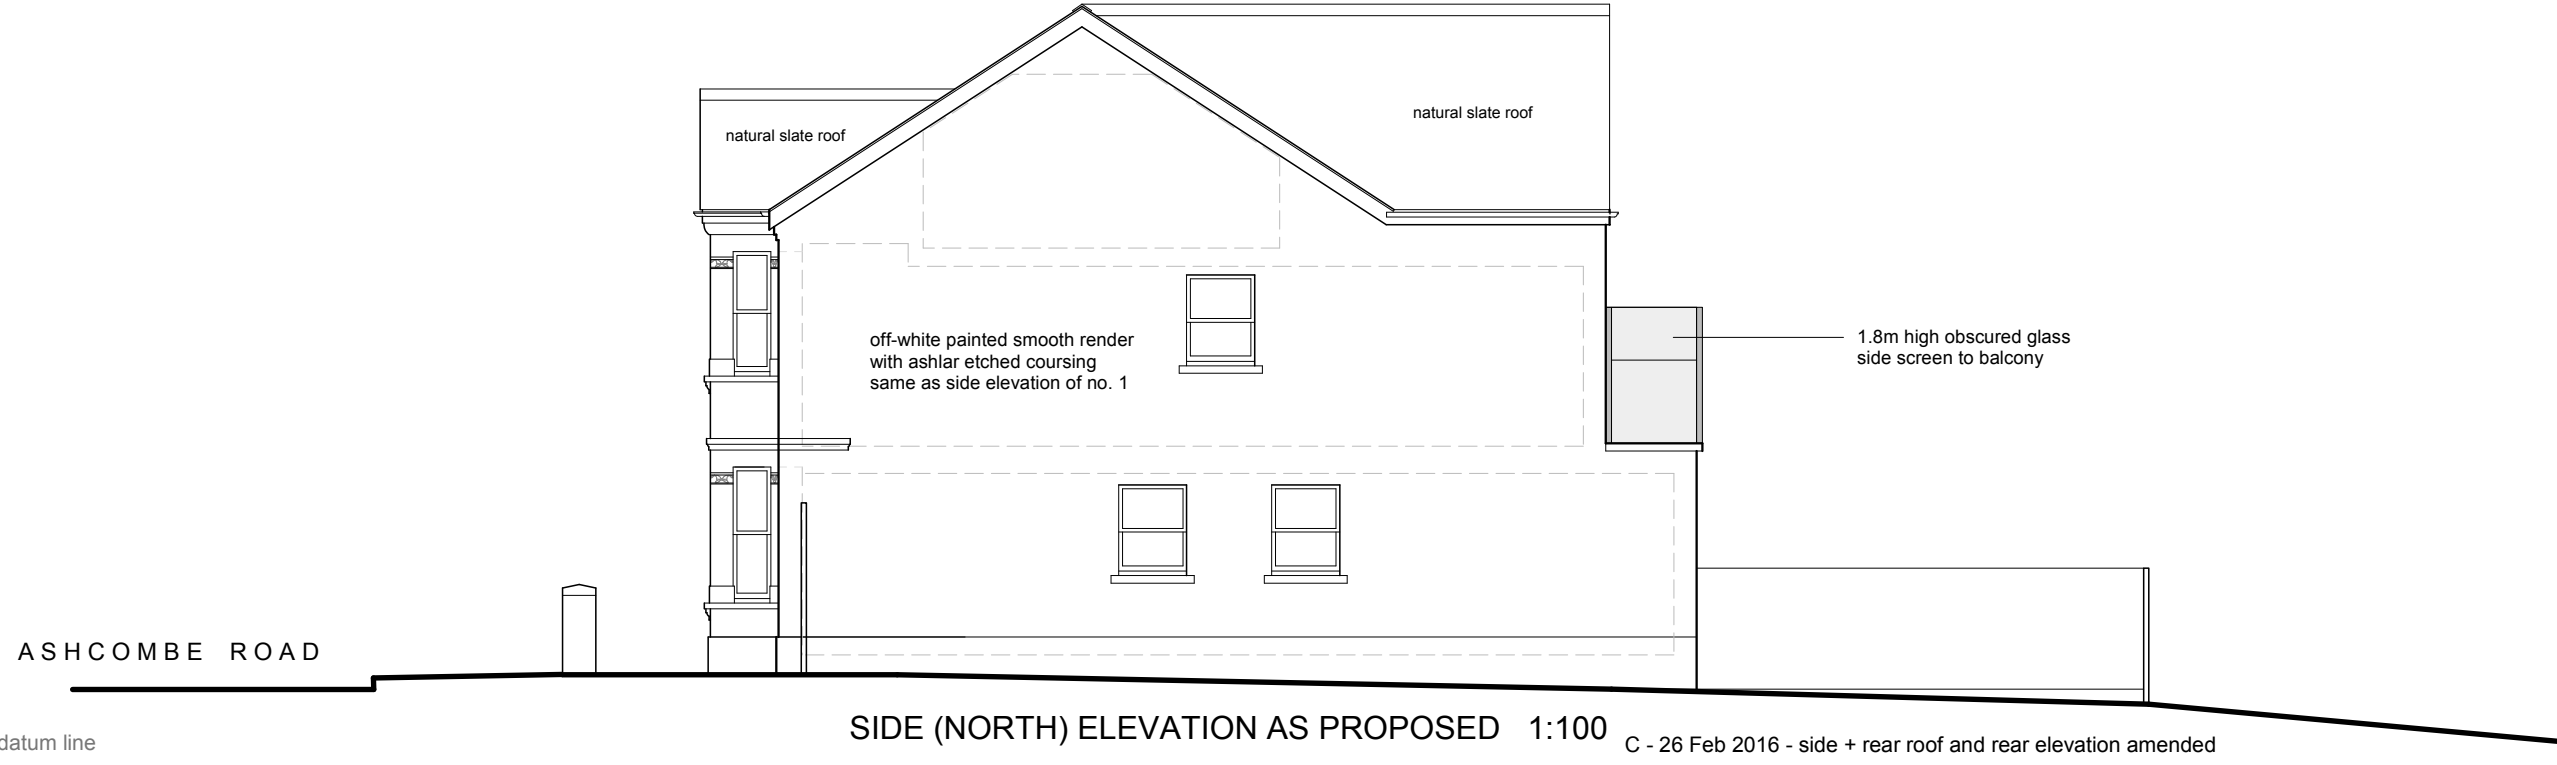 natural slate roof
natural slate roof
off-white painted smooth render
with ashlar etched coursing
same as side elevation of no. 1
1.8m high obscured glass
side screen to balcony
ASHCOMBE ROAD
SIDE (NORTH) ELEVATION AS PROPOSED 1:100
C - 26 Feb 2016 - side + rear roof and rear elevation amended
datum line